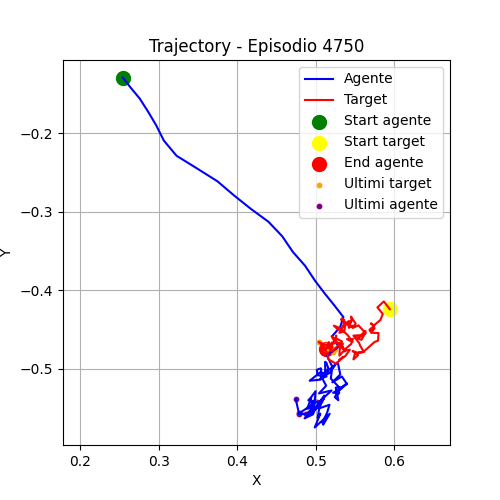 Trajectory - Episodio 4750
Agente
Target
Start agente
Start target
End agente
Ultimi target
Ultimi agente
Y
−0.2
−0.3
−0.4
−0.5
0.2 0.3 0.4 0.5 0.6
X